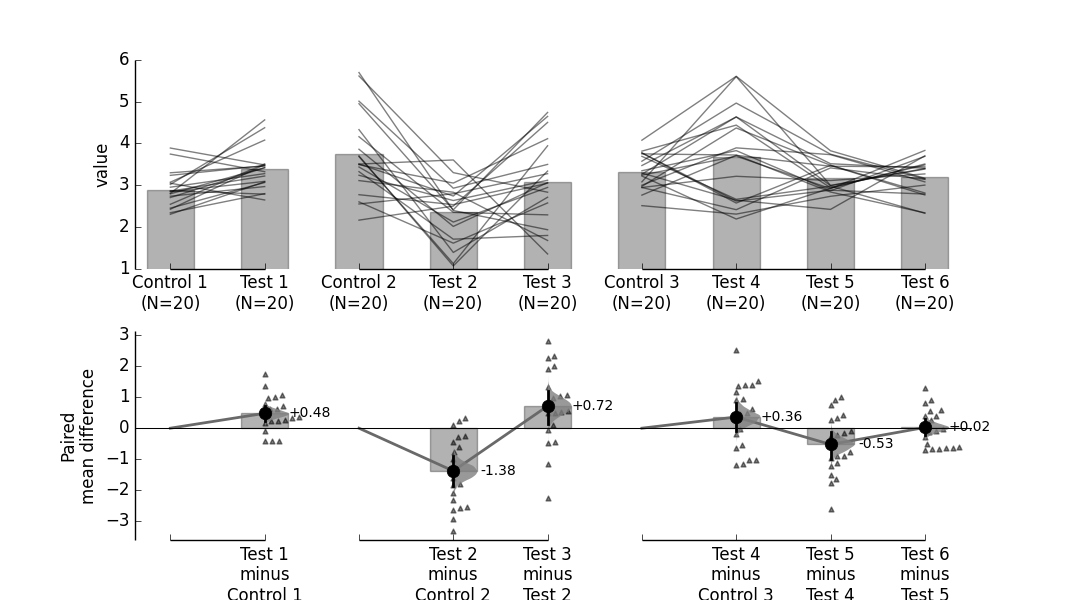 6
5
4
3
2
1
value
Control 1
(N=20)
Test 1
(N=20)
Control 2
(N=20)
Test 2
(N=20)
Test 3
(N=20)
Control 3
(N=20)
Test 4
(N=20)
Test 5
(N=20)
Test 6
(N=20)
3
2
1
0
−1
−2
−3
Paired
mean difference
+0.48
-1.38
+0.72
+0.36
-0.53
+0.02
Test 1
minus
Control 1
Test 2
minus
Control 2
Test 3
minus
Test 2
Test 4
minus
Control 3
Test 5
minus
Test 4
Test 6
minus
Test 5